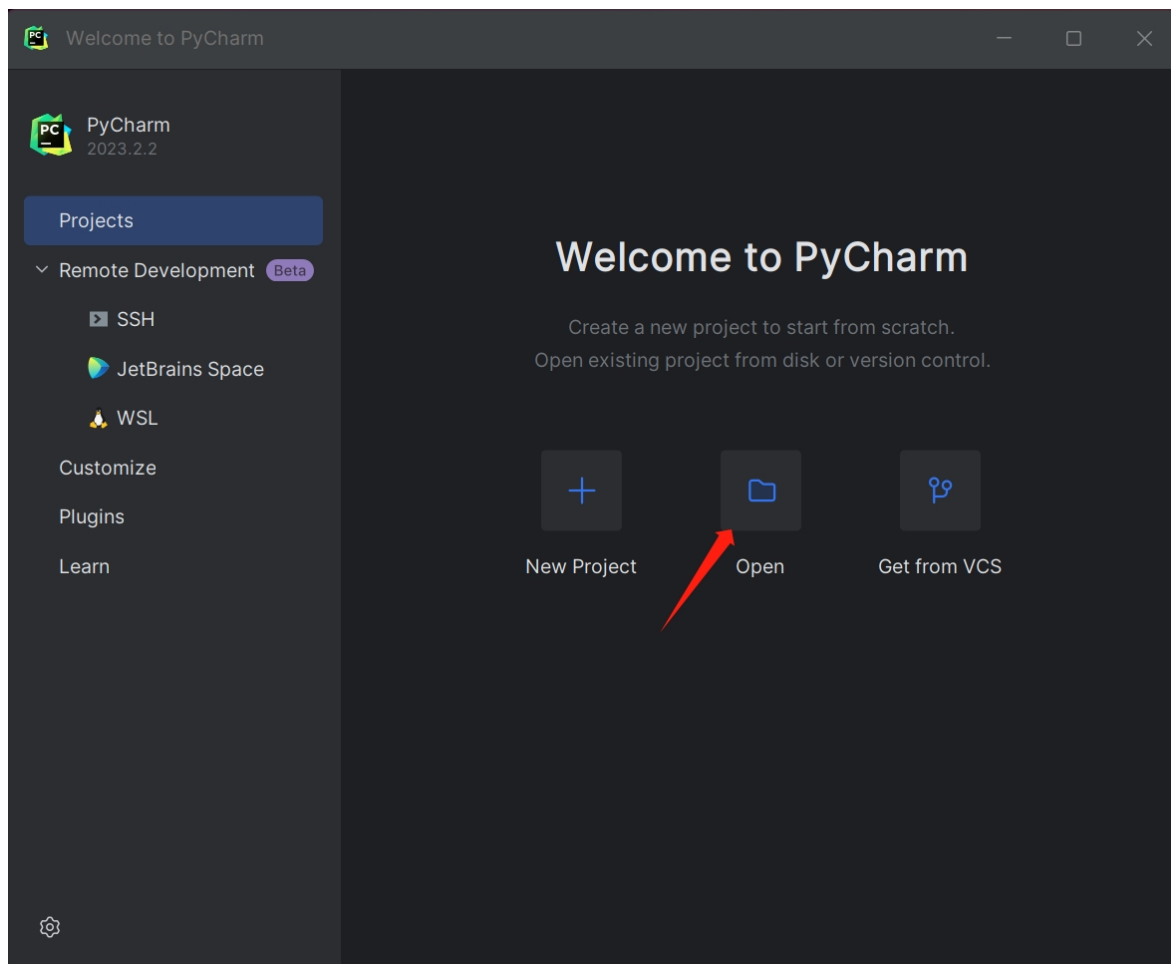 Welcome to PyCharm
PC
PyCharm
2023.2.2
Projects
Remote Development Beta
SSH
JetBrains Space
WSL
Customize
Plugins
Learn
Welcome to PyCharm
Create a new project to start from scratch.
Open existing project from disk or version control.
New Project Open Get from VCS